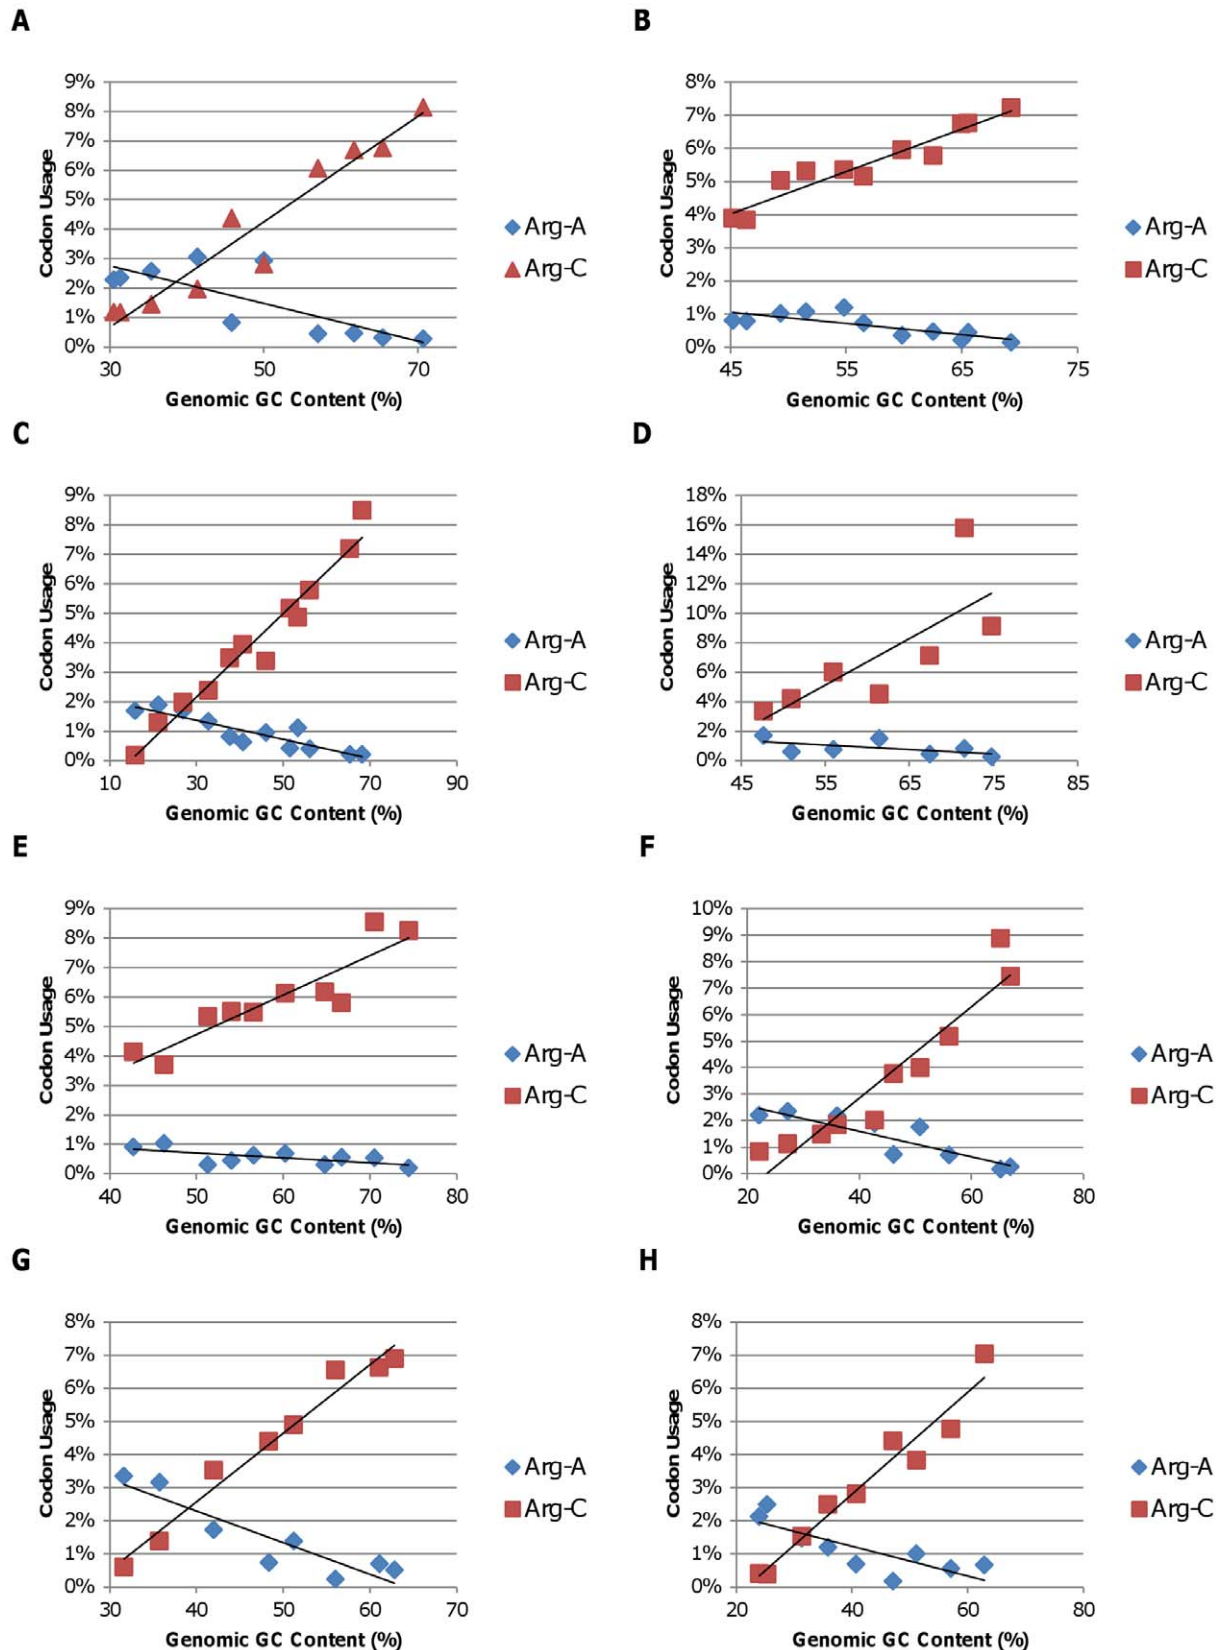 A
9%
8%
7%
6%
5%
4%
3%
2%
1%
0%
Codon Usage
30 50 70
Genomic GC Content (%)
Arg-A
Arg-C
B
8%
7%
6%
5%
4%
3%
2%
1%
0%
Codon Usage
45 55 65 75
Genomic GC Content (%)
Arg-A
Arg-C
C
9%
8%
7%
6%
5%
4%
3%
2%
1%
0%
Codon Usage
10 30 50 70 90
Genomic GC Content (%)
Arg-A
Arg-C
D
18%
16%
14%
12%
10%
8%
6%
4%
2%
0%
Codon Usage
45 55 65 75 85
Genomic GC Content (%)
Arg-A
Arg-C
E
9%
8%
7%
6%
5%
4%
3%
2%
1%
0%
Codon Usage
40 50 60 70 80
Genomic GC Content (%)
Arg-A
Arg-C
F
10%
9%
8%
7%
6%
5%
4%
3%
2%
1%
0%
Codon Usage
20 40 60 80
Genomic GC Content (%)
Arg-A
Arg-C
G
8%
7%
6%
5%
4%
3%
2%
1%
0%
Codon Usage
30 40 50 60 70
Genomic GC Content (%)
Arg-A
Arg-C
H
8%
7%
6%
5%
4%
3%
2%
1%
0%
Codon Usage
20 40 60 80
Genomic GC Content (%)
Arg-A
Arg-C